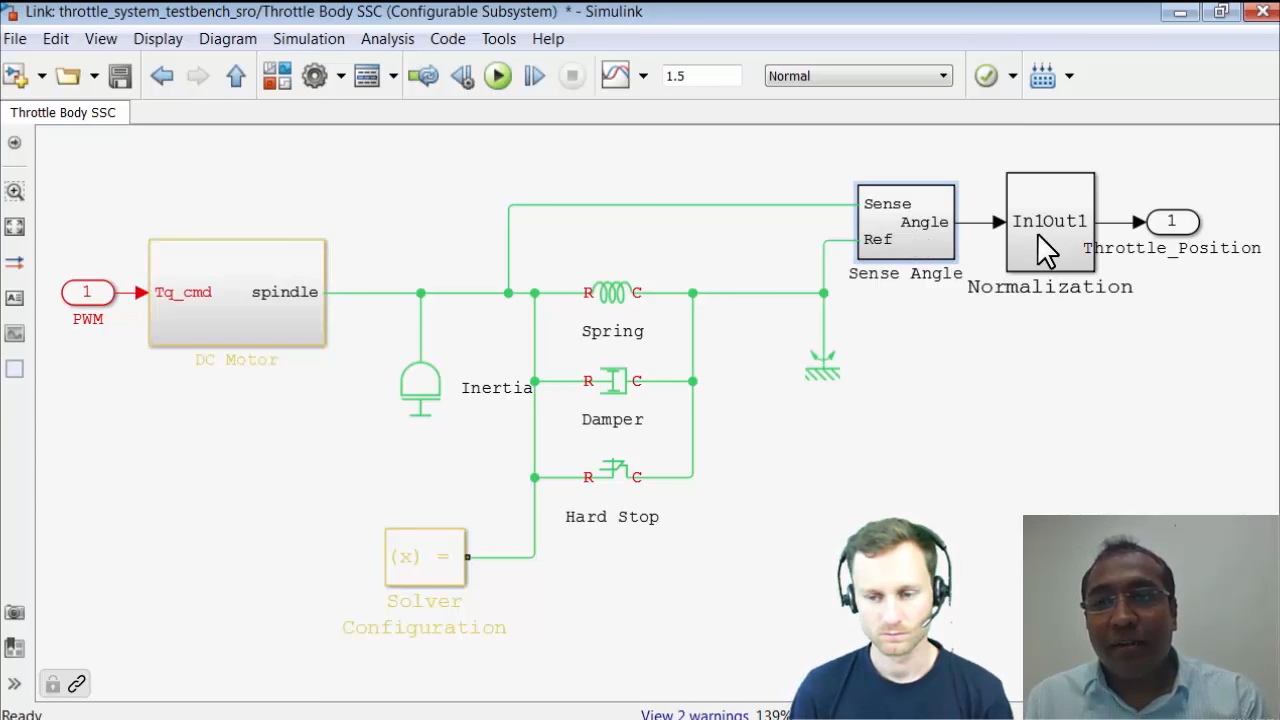 Link: throttle_system_testbench_sro/Throttle Body SSC (Configurable Subsystem) * - Simulink
File Edit View Display Diagram Simulation Analysis Code Tools Help
1.5 Normal
Throttle Body SSC
Sense
Angle
Ref
Sense Angle
In1Out1
Normalization
1
Throttle_Position
1
PWM
Tq_cmd spindle
DC Motor
R C
Spring
Inertia
R C
Damper
R C
Hard Stop
(x) =
Solver
Configuration
Ready
View 2 warnings 139%